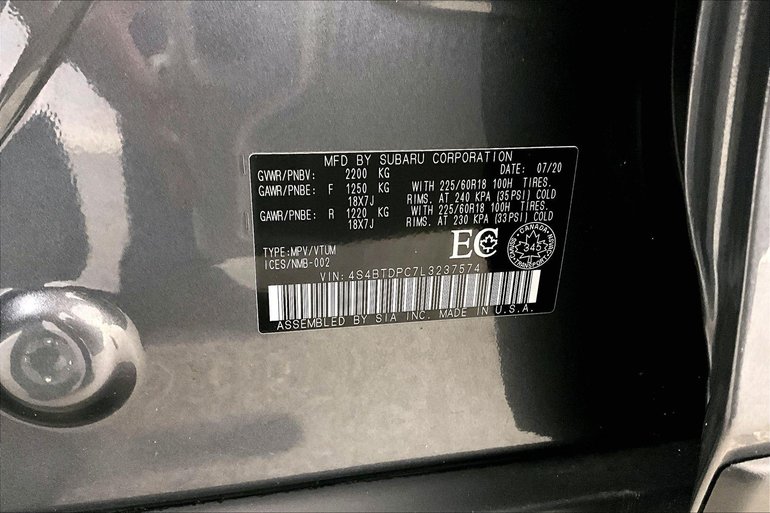 MFD BY SUBARU CORPORATION
GVWR/PNBV: 2200 KG DATE: 07/20
GAWR/PNBE: F 1250 KG WITH 225/60R18 100H TIRES.
18X7J RIMS. AT 240 KPA (35PSI) COLD
GAWR/PNBE: R 1220 KG WITH 225/60R18 100H TIRES.
18X7J RIMS. AT 230 KPA (33PSI) COLD
EC
CANADA
345
TRANSPORT
TYPE:MPV/VTUM
ICES/NMB-002
VIN: 4S4BTDPC7L3237574
ASSEMBLED BY SIA INC. MADE IN U.S.A.